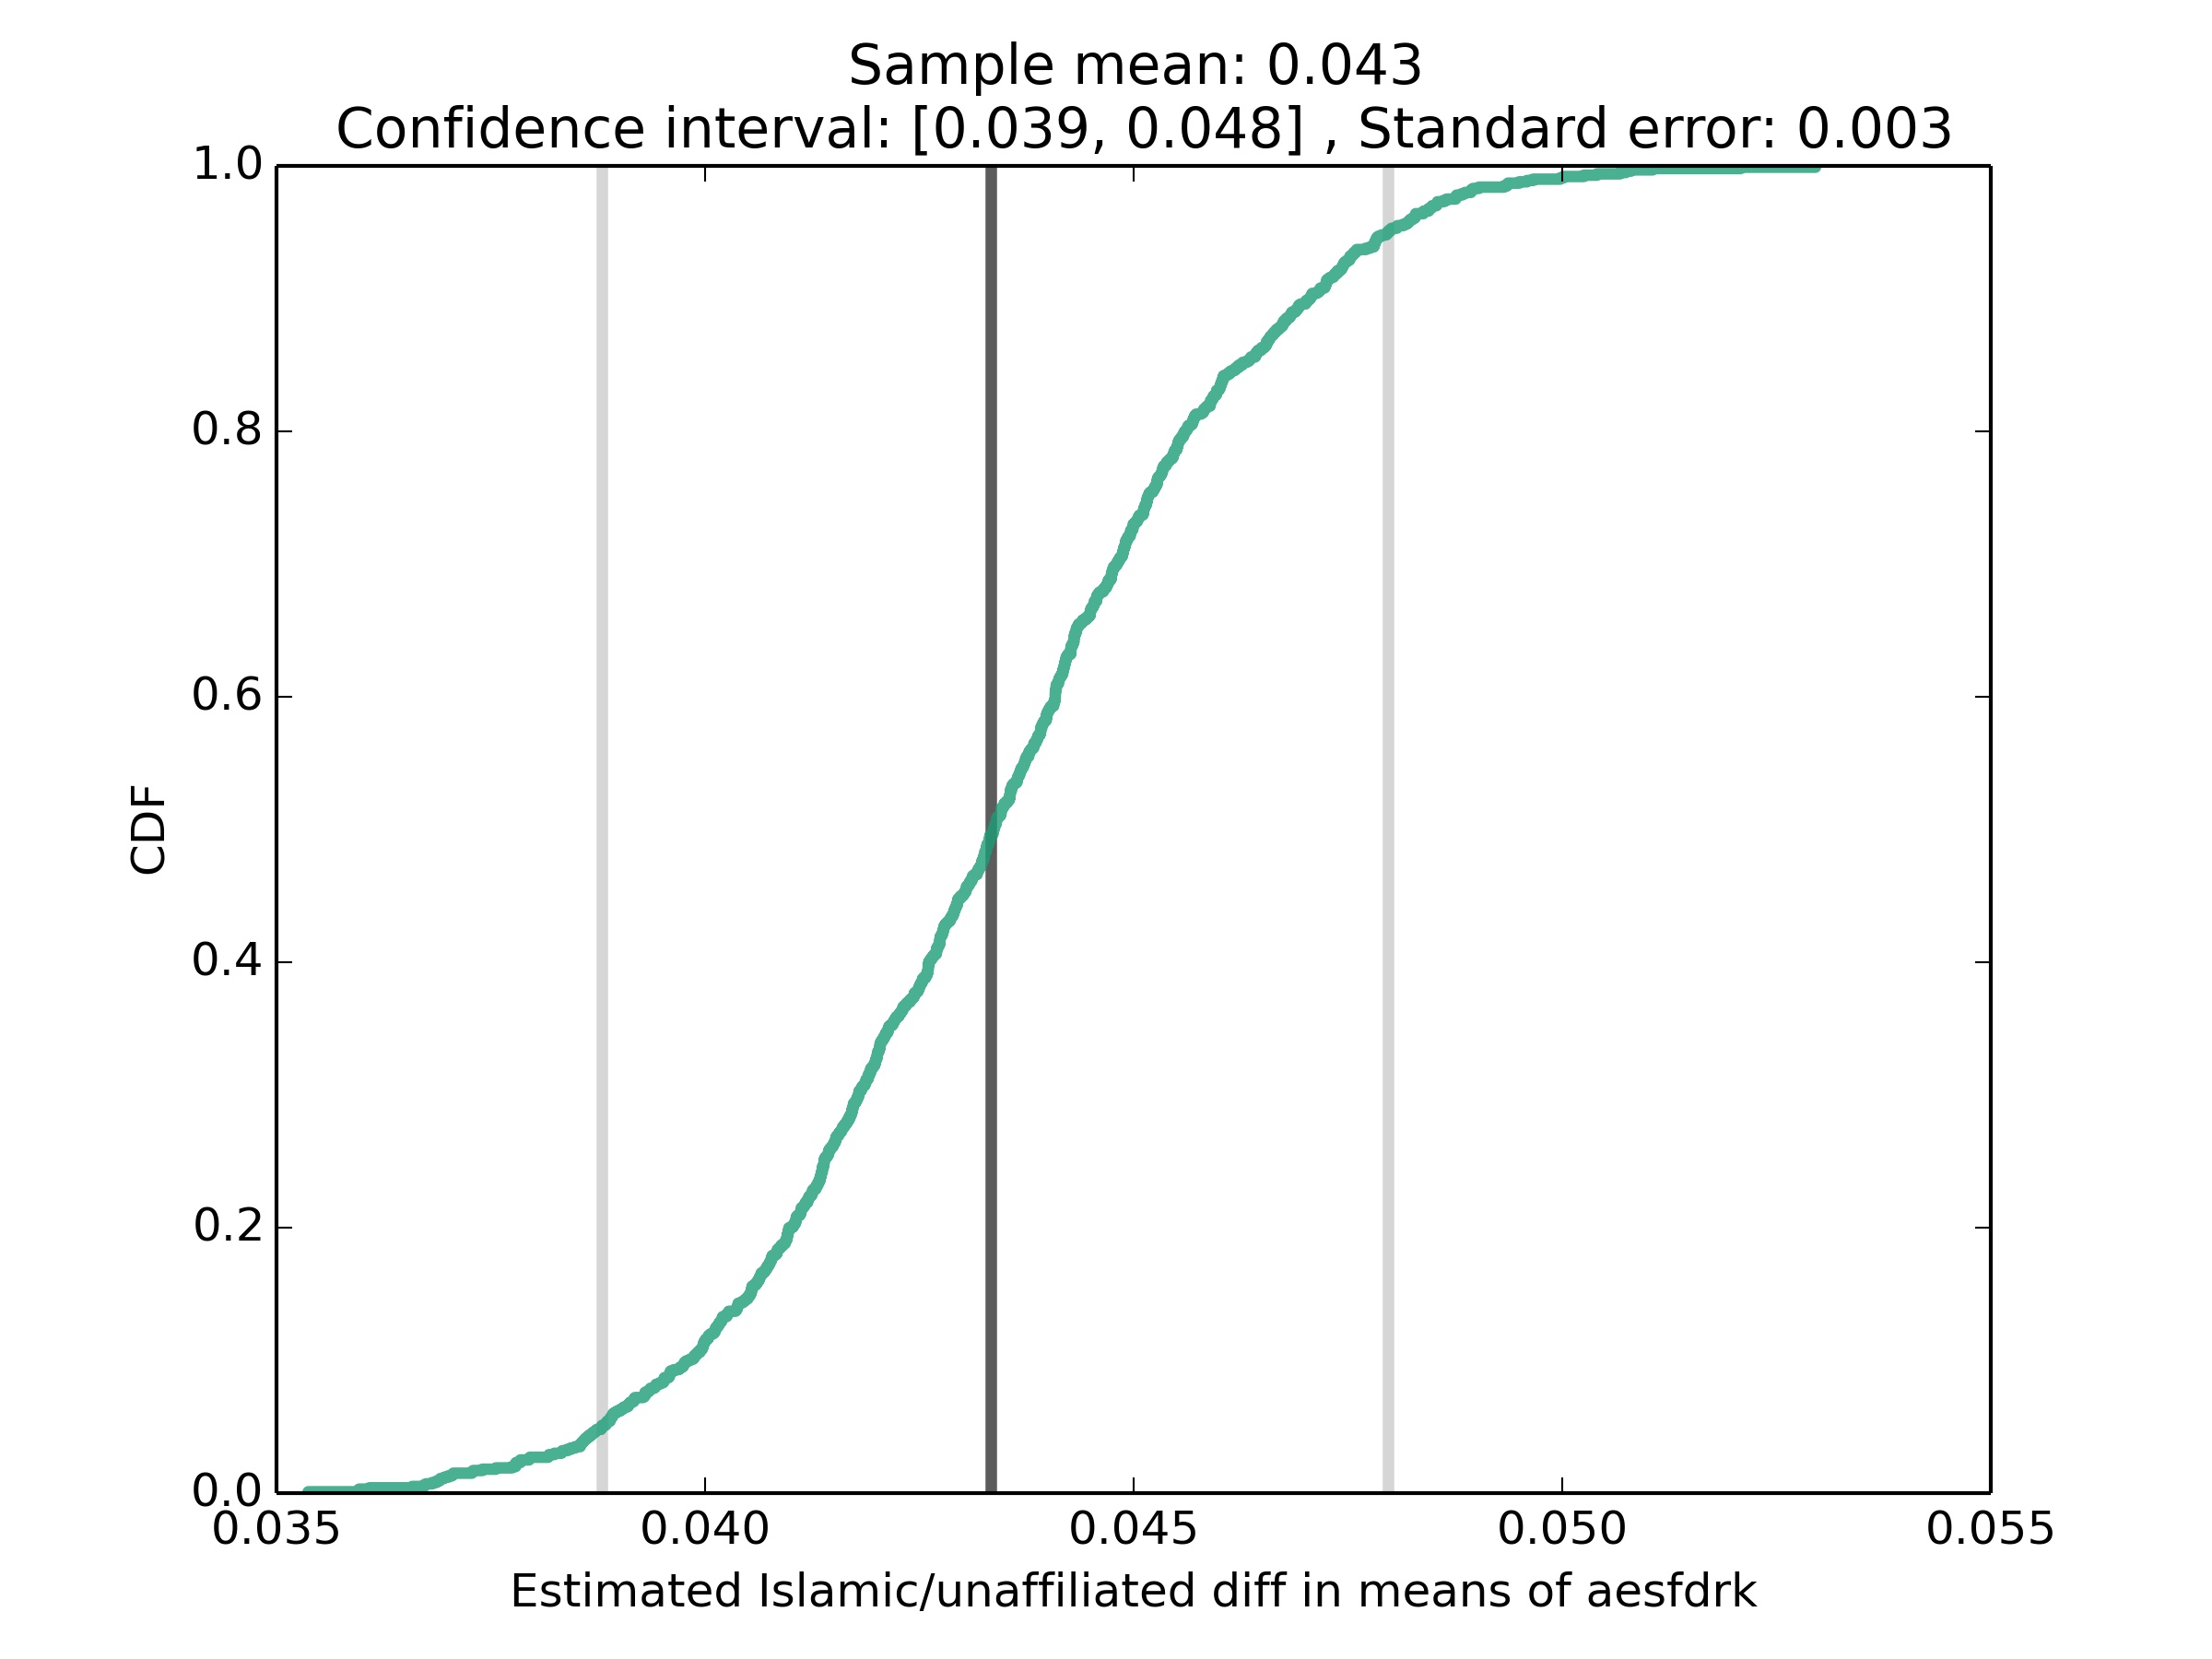 Sample mean: 0.043
Confidence interval: [0.039, 0.048] , Standard error: 0.003
1.0
0.8
0.6
0.4
0.2
0.0
CDF
0.035 0.040 0.045 0.050 0.055
Estimated Islamic/unaffiliated diff in means of aesfdrk